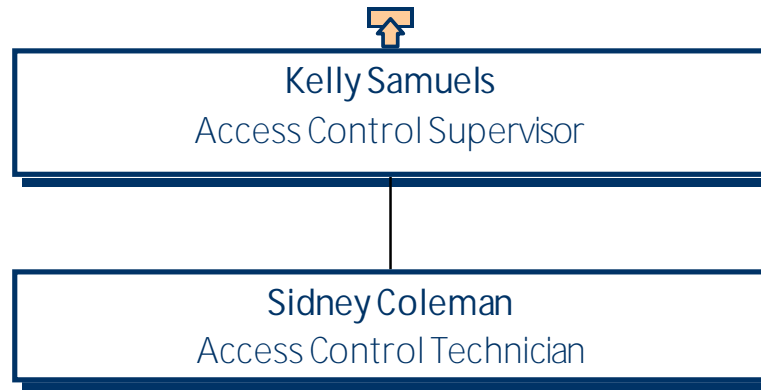 Kelly Samuels
Access Control Supervisor
Sidney Coleman
Access Control Technician